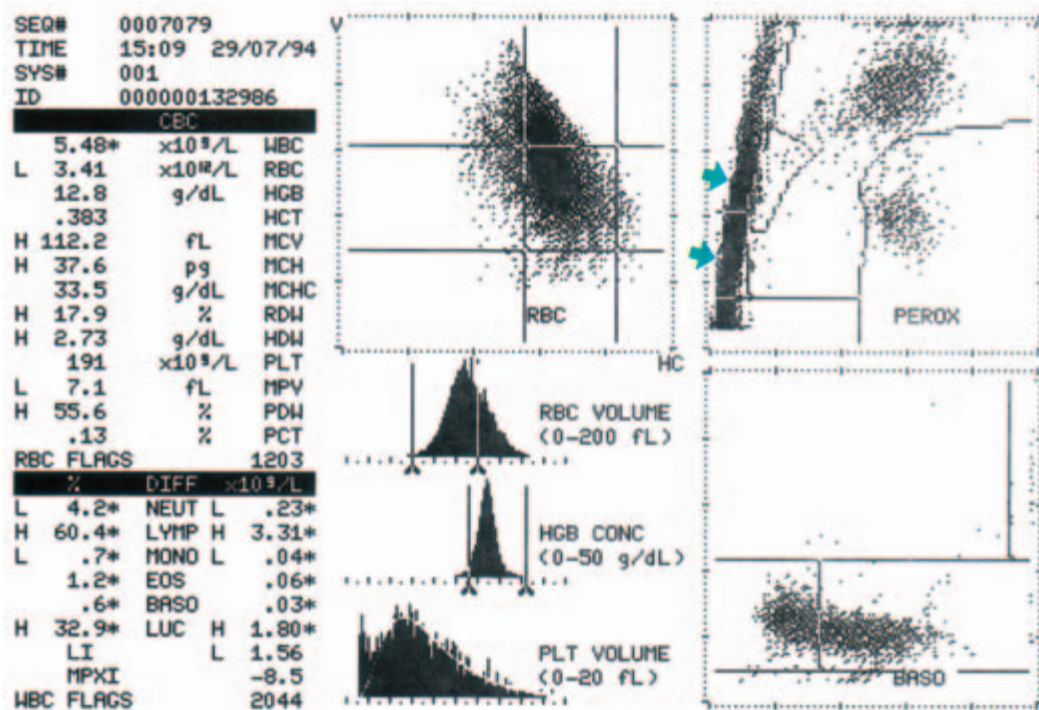 SEQ# 0007079
TIME 15:09 29/07/94
SYS# 001
ID 000000132986
CBC
5.48* x10⁹/L WBC
L 3.41 x10¹²/L RBC
12.8 g/dL HGB
.383 HCT
H 112.2 fL MCV
H 37.6 pg MCH
33.5 g/dL MCHC
H 17.9 % RDW
H 2.73 g/dL HDW
191 x10⁹/L PLT
L 7.1 fL MPV
H 55.6 % PDW
.13 % PCT
RBC FLAGS 1203
% DIFF x10⁹/L
L 4.2* NEUT L .23*
H 60.4* LYMP H 3.31*
L .7* MONO L .04*
1.2* EOS .06*
.6* BASO .03*
H 32.9* LUC H 1.80*
LI L 1.56
MPXI -8.5
WBC FLAGS 2044
V
RBC
HC
PEROX
RBC VOLUME
(0-200 fL)
HGB CONC
(0-50 g/dL)
PLT VOLUME
(0-20 fL)
BASO